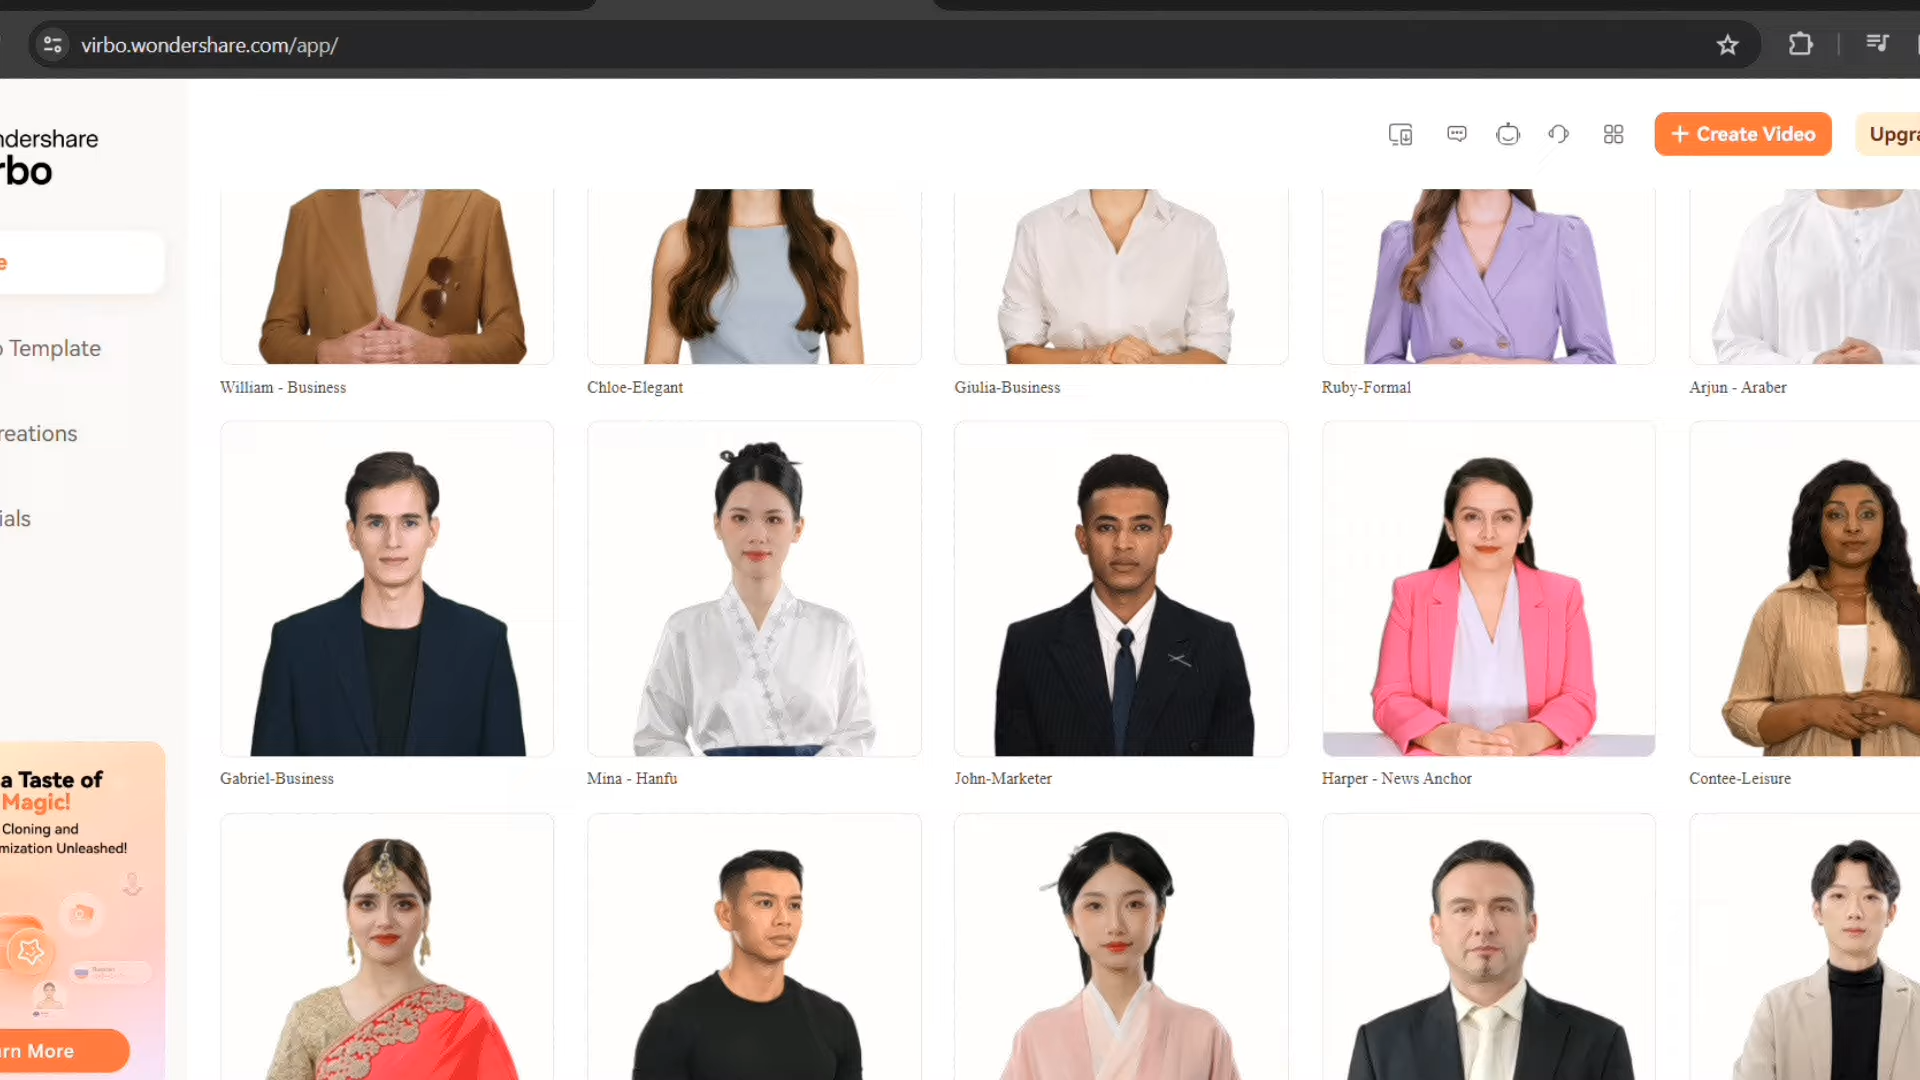 virbo.wondershare.com/app/
ndershare
rbo
+ Create Video
Upgra
e
o Template
reations
ials
William - Business
Chloe-Elegant
Giulia-Business
Ruby-Formal
Arjun - Araber
Gabriel-Business
Mina - Hanfu
John-Marketer
Harper - News Anchor
Contee-Leisure
a Taste of
Magic!
Cloning and
mization Unleashed!
rn More